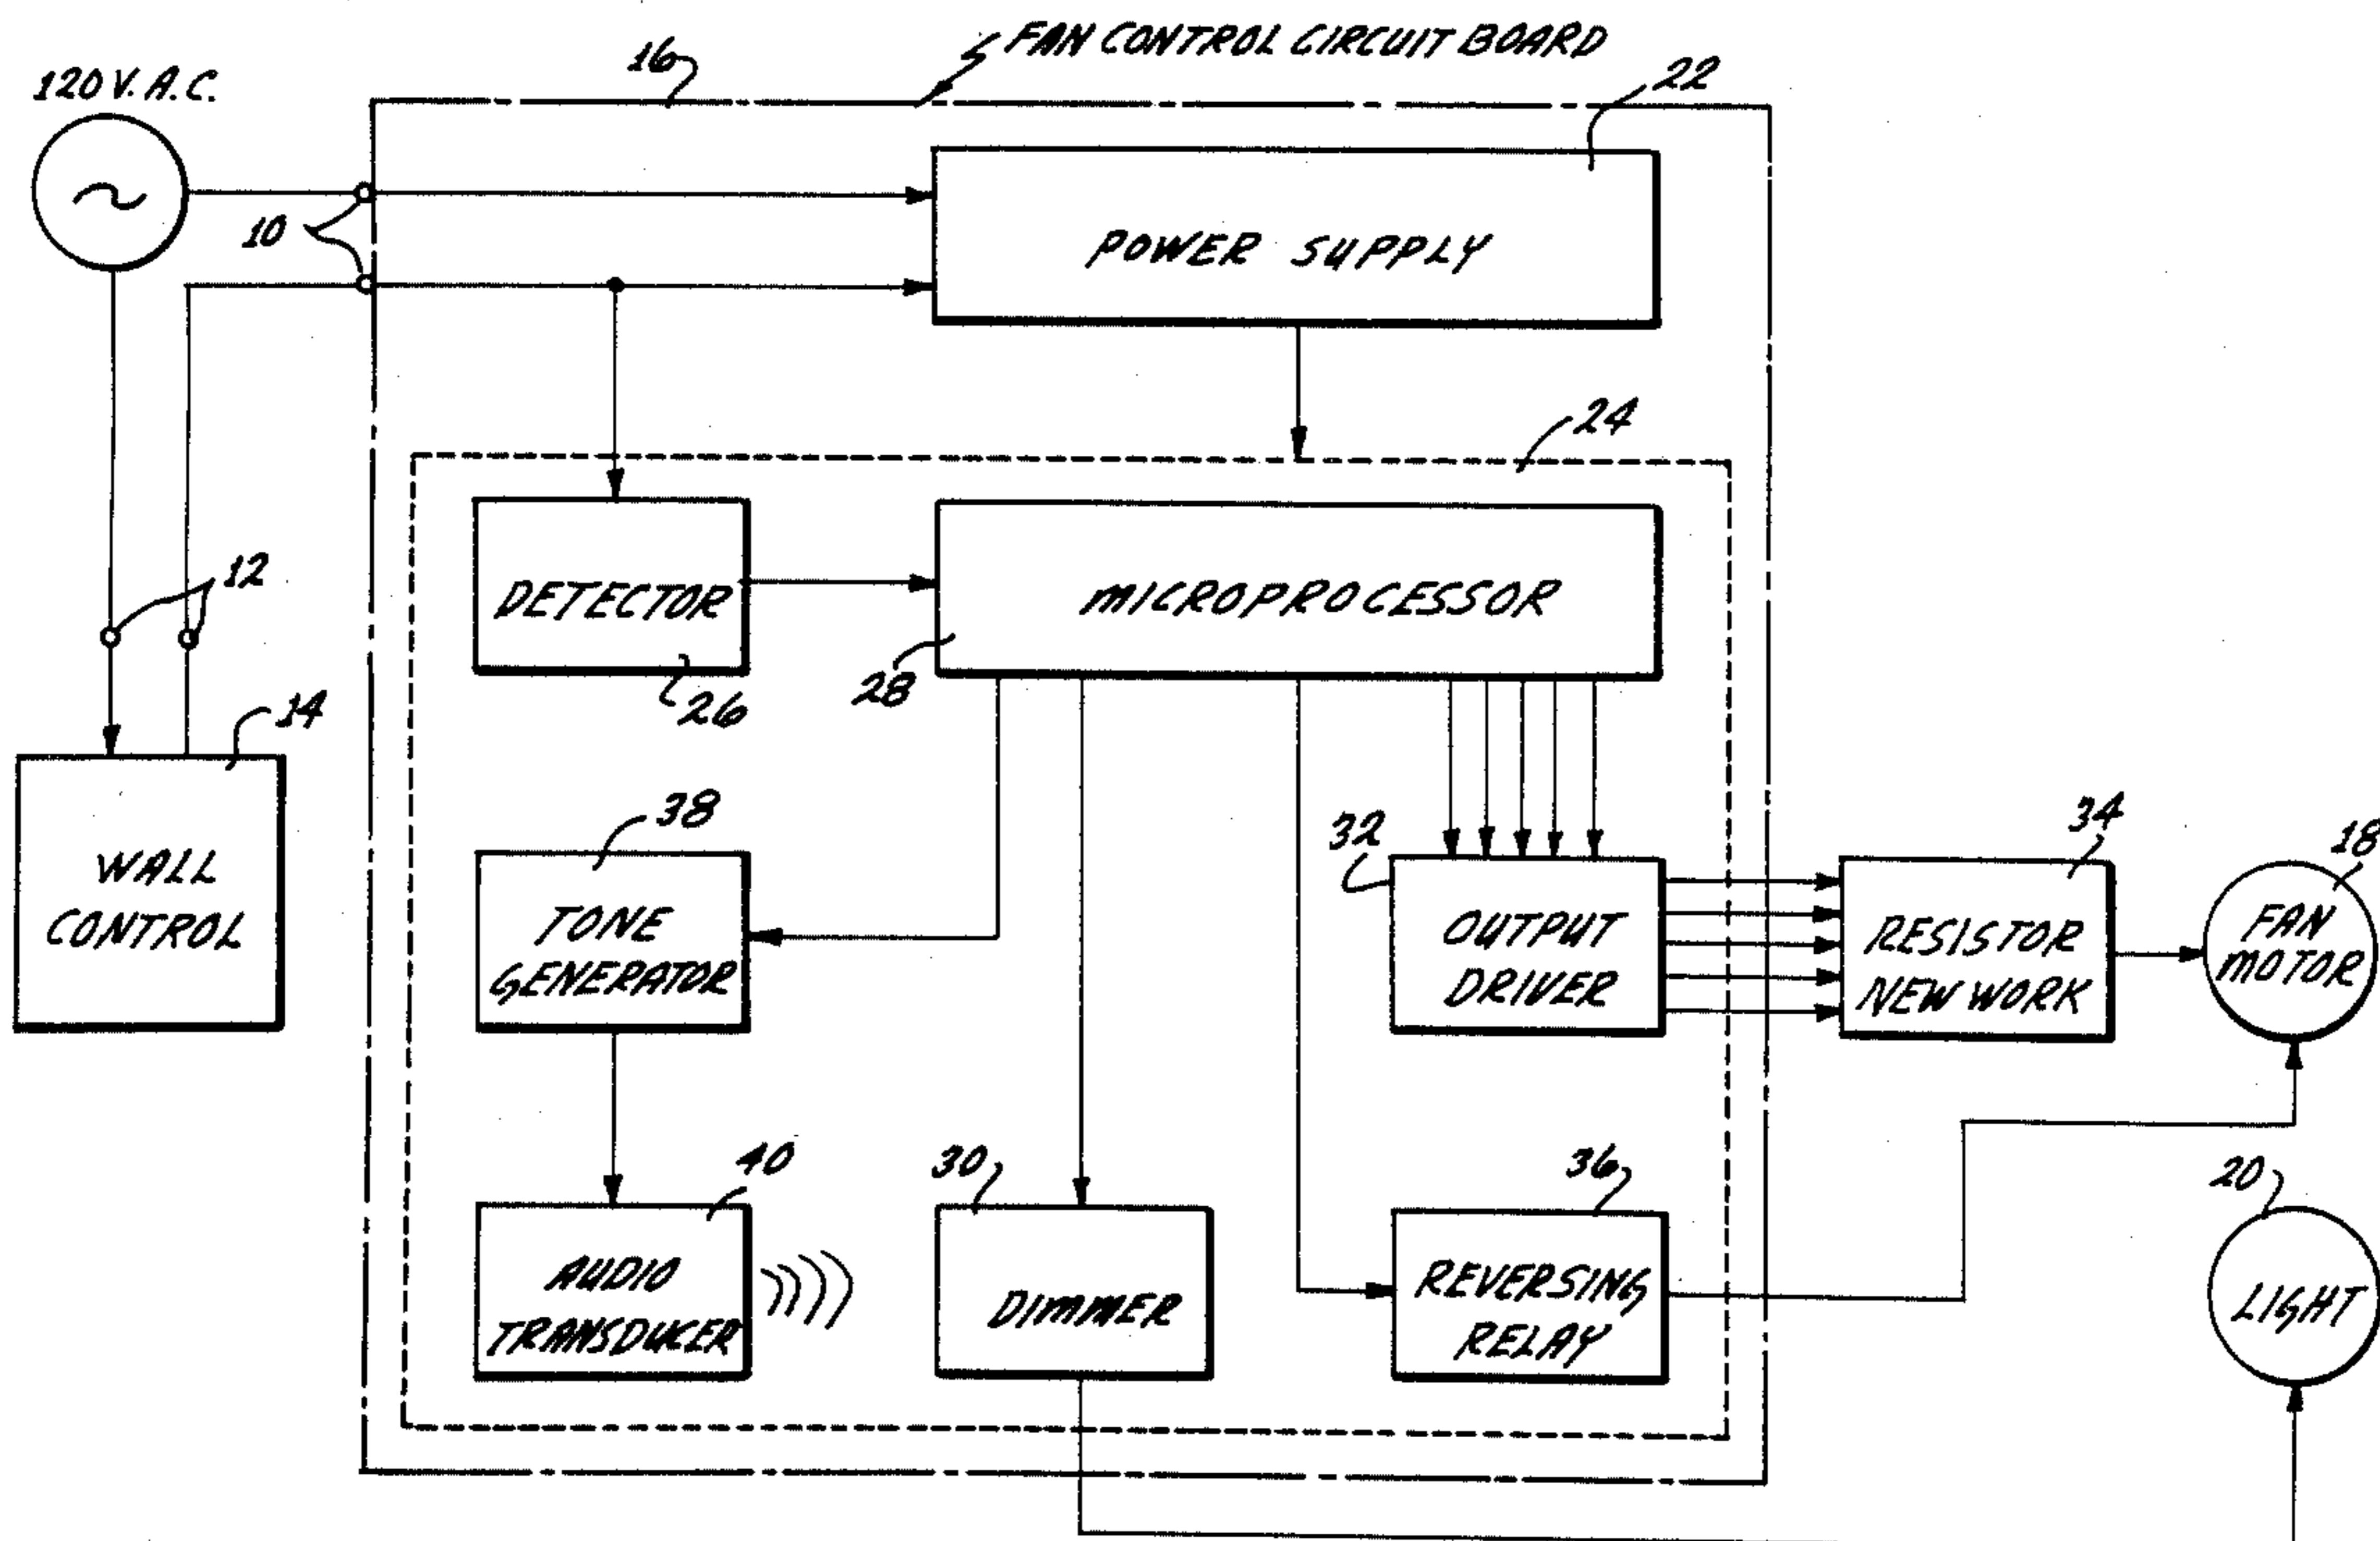 FAN CONTROL CIRCUIT BOARD
16
120 V. A.C.
22
10
POWER SUPPLY
24
12
DETECTOR
MICROPROCESSOR
28
26
14
38
32
34
18
WALL
CONTROL
TONE
GENERATOR
OUTPUT
DRIVER
RESISTOR
NEW WORK
FAN
MOTOR
40
30
36
20
AUDIO
TRANSDUCER
DIMMER
REVERSING
RELAY
LIGHT